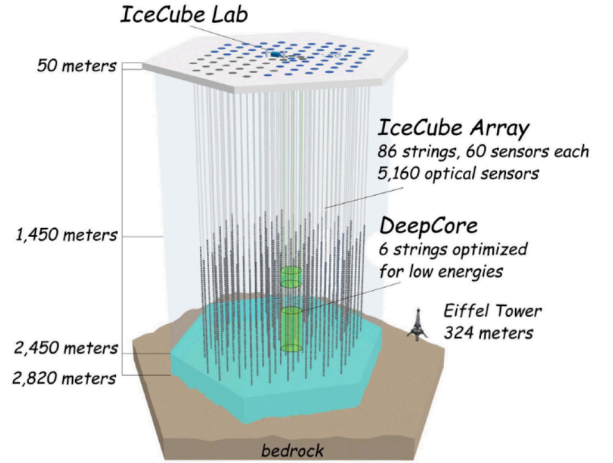 IceCube Lab
50 meters
IceCube Array
86 strings, 60 sensors each
5,160 optical sensors
1,450 meters
DeepCore
6 strings optimized
for low energies
Eiffel Tower
324 meters
2,450 meters
2,820 meters
bedrock